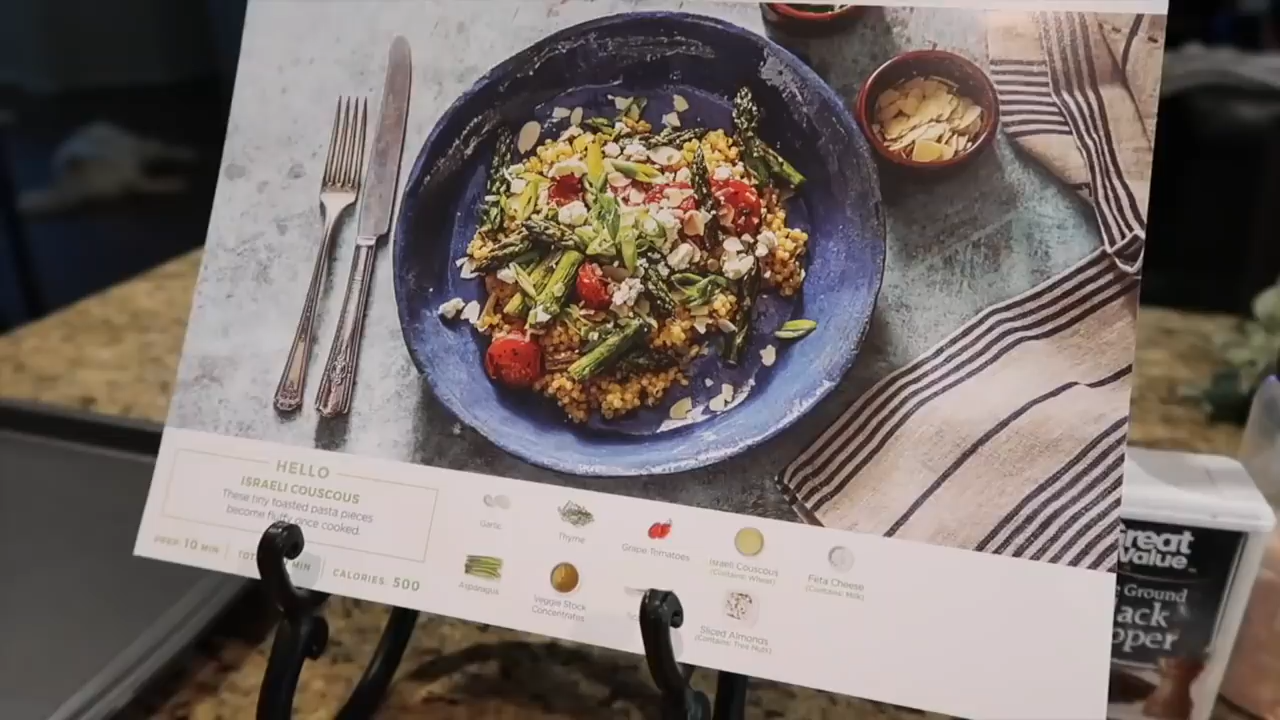 HELLO
ISRAELI COUSCOUS
These tiny toasted pasta pieces
become fluffy once cooked.
PREP: 10 MIN
MIN
CALORIES: 500
Garlic
Thyme
Grape Tomatoes
Israeli Couscous
(Contains: Wheat)
Feta Cheese
(Contains: Milk)
Asparagus
Veggie Stock
Concentrates
Sliced Almonds
(Contains: Tree Nuts)
Great
Value
Ground